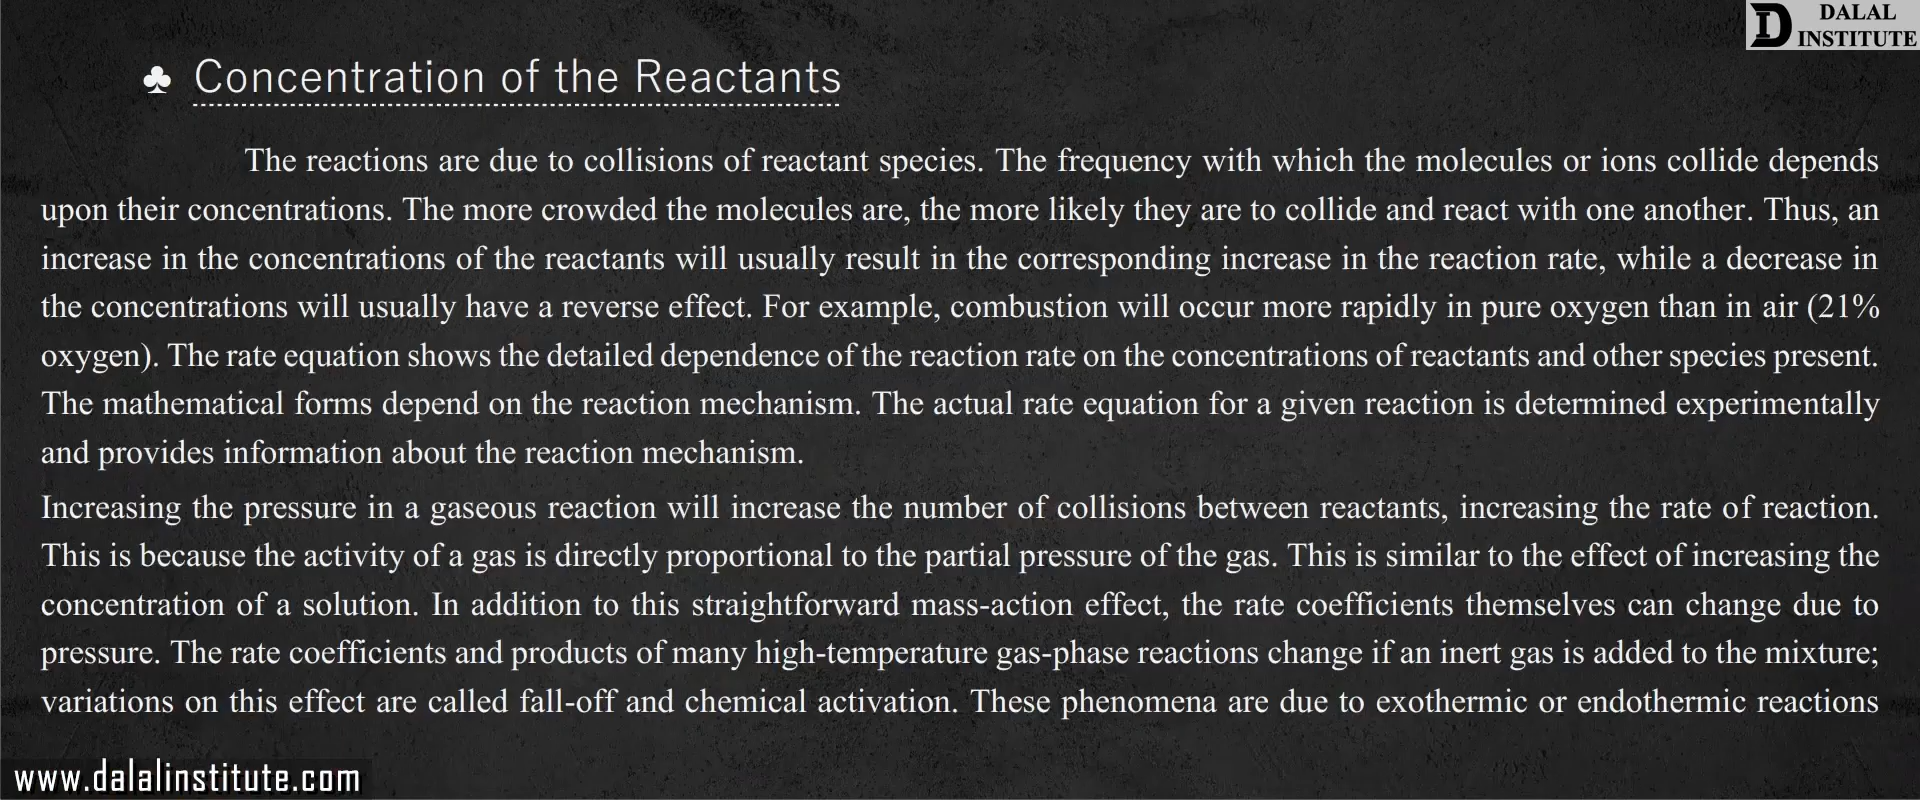 DALAL
INSTITUTE
♣ Concentration of the Reactants
The reactions are due to collisions of reactant species. The frequency with which the molecules or ions collide depends
upon their concentrations. The more crowded the molecules are, the more likely they are to collide and react with one another. Thus, an
increase in the concentrations of the reactants will usually result in the corresponding increase in the reaction rate, while a decrease in
the concentrations will usually have a reverse effect. For example, combustion will occur more rapidly in pure oxygen than in air (21%
oxygen). The rate equation shows the detailed dependence of the reaction rate on the concentrations of reactants and other species present.
The mathematical forms depend on the reaction mechanism. The actual rate equation for a given reaction is determined experimentally
and provides information about the reaction mechanism.
Increasing the pressure in a gaseous reaction will increase the number of collisions between reactants, increasing the rate of reaction.
This is because the activity of a gas is directly proportional to the partial pressure of the gas. This is similar to the effect of increasing the
concentration of a solution. In addition to this straightforward mass-action effect, the rate coefficients themselves can change due to
pressure. The rate coefficients and products of many high-temperature gas-phase reactions change if an inert gas is added to the mixture;
variations on this effect are called fall-off and chemical activation. These phenomena are due to exothermic or endothermic reactions
www.dalalinstitute.com